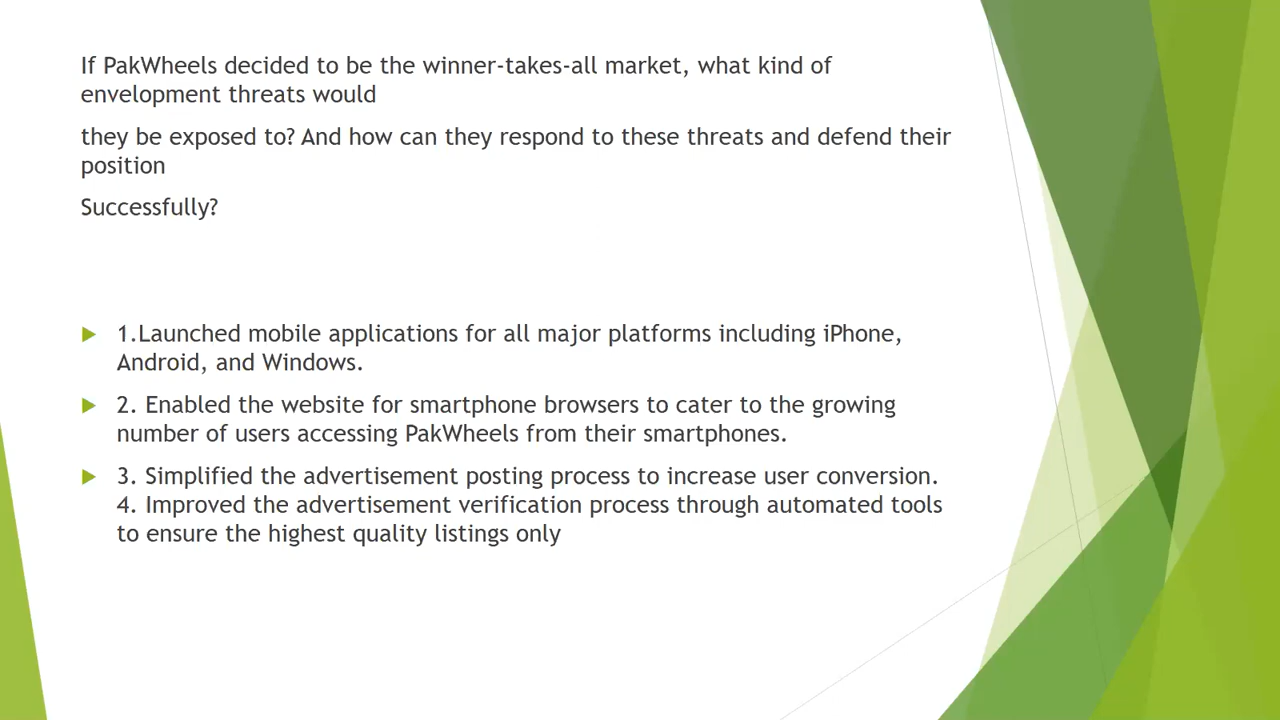 If PakWheels decided to be the winner-takes-all market, what kind of
envelopment threats would
they be exposed to? And how can they respond to these threats and defend their
position
Successfully?
1.Launched mobile applications for all major platforms including iPhone,
Android, and Windows.
2. Enabled the website for smartphone browsers to cater to the growing
number of users accessing PakWheels from their smartphones.
3. Simplified the advertisement posting process to increase user conversion.
4. Improved the advertisement verification process through automated tools
to ensure the highest quality listings only